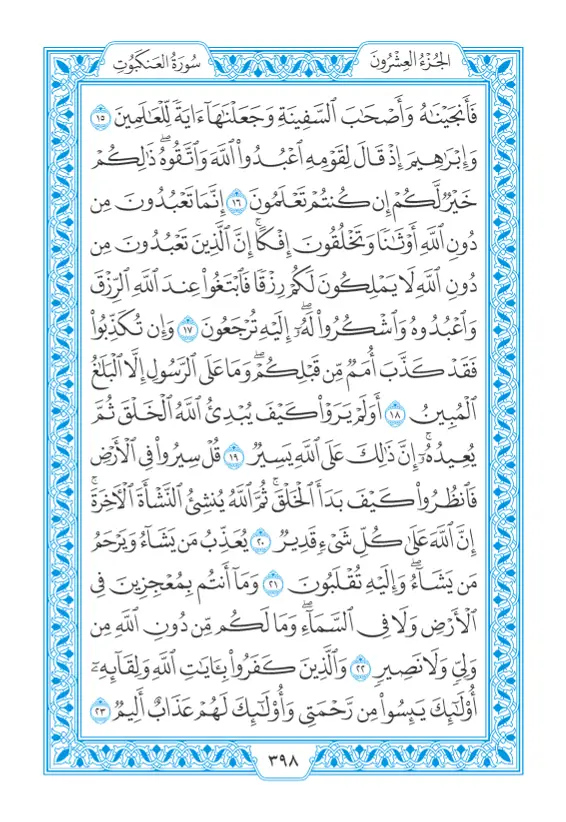 الجُزْءُ العِشْرُونَ
سُورَةُ العَنكَبُوتِ
فَأَنجَيْنَٰهُ وَأَصْحَٰبَ ٱلسَّفِينَةِ وَجَعَلْنَٰهَآ ءَايَةً لِّلْعَٰلَمِينَ ١٥
وَإِبْرَٰهِيمَ إِذْ قَالَ لِقَوْمِهِ ٱعْبُدُوا۟ ٱللَّهَ وَٱتَّقُوهُ ۖ ذَٰلِكُمْ
خَيْرٌ لَّكُمْ إِن كُنتُمْ تَعْلَمُونَ ١٦ إِنَّمَا تَعْبُدُونَ مِن
دُونِ ٱللَّهِ أَوْثَٰنًا وَتَخْلُقُونَ إِفْكًا ۚ إِنَّ ٱلَّذِينَ تَعْبُدُونَ مِن
دُونِ ٱللَّهِ لَا يَمْلِكُونَ لَكُمْ رِزْقًا فَٱبْتَغُوا۟ عِندَ ٱللَّهِ ٱلرِّزْقَ
وَٱعْبُدُوهُ وَٱشْكُرُوا۟ لَهُۥٓ ۖ إِلَيْهِ تُرْجَعُونَ ١٧ وَإِن تُكَذِّبُوا۟
فَقَدْ كَذَّبَ أُمَمٌ مِّن قَبْلِكُمْ ۖ وَمَا عَلَى ٱلرَّسُولِ إِلَّا ٱلْبَلَٰغُ
ٱلْمُبِينُ ١٨ أَوَلَمْ يَرَوْا۟ كَيْفَ يُبْدِئُ ٱللَّهُ ٱلْخَلْقَ ثُمَّ
يُعِيدُهُۥٓ ۚ إِنَّ ذَٰلِكَ عَلَى ٱللَّهِ يَسِيرٌ ١٩ قُلْ سِيرُوا۟ فِى ٱلْأَرْضِ
فَٱنظُرُوا۟ كَيْفَ بَدَأَ ٱلْخَلْقَ ۚ ثُمَّ ٱللَّهُ يُنشِئُ ٱلنَّشْأَةَ ٱلْءَاخِرَةَ ۚ
إِنَّ ٱللَّهَ عَلَىٰ كُلِّ شَىْءٍ قَدِيرٌ ٢٠ يُعَذِّبُ مَن يَشَآءُ وَيَرْحَمُ
مَن يَشَآءُ ۖ وَإِلَيْهِ تُقْلَبُونَ ٢١ وَمَآ أَنتُم بِمُعْجِزِينَ فِى
ٱلْأَرْضِ وَلَا فِى ٱلسَّمَآءِ ۖ وَمَا لَكُم مِّن دُونِ ٱللَّهِ مِن
وَلِىٍّ وَلَا نَصِيرٍ ٢٢ وَٱلَّذِينَ كَفَرُوا۟ بِـَٔايَٰتِ ٱللَّهِ وَلِقَآئِهِۦٓ
أُو۟لَٰٓئِكَ يَئِسُوا۟ مِن رَّحْمَتِى وَأُو۟لَٰٓئِكَ لَهُمْ عَذَابٌ أَلِيمٌ ٢٣
٣٩٨